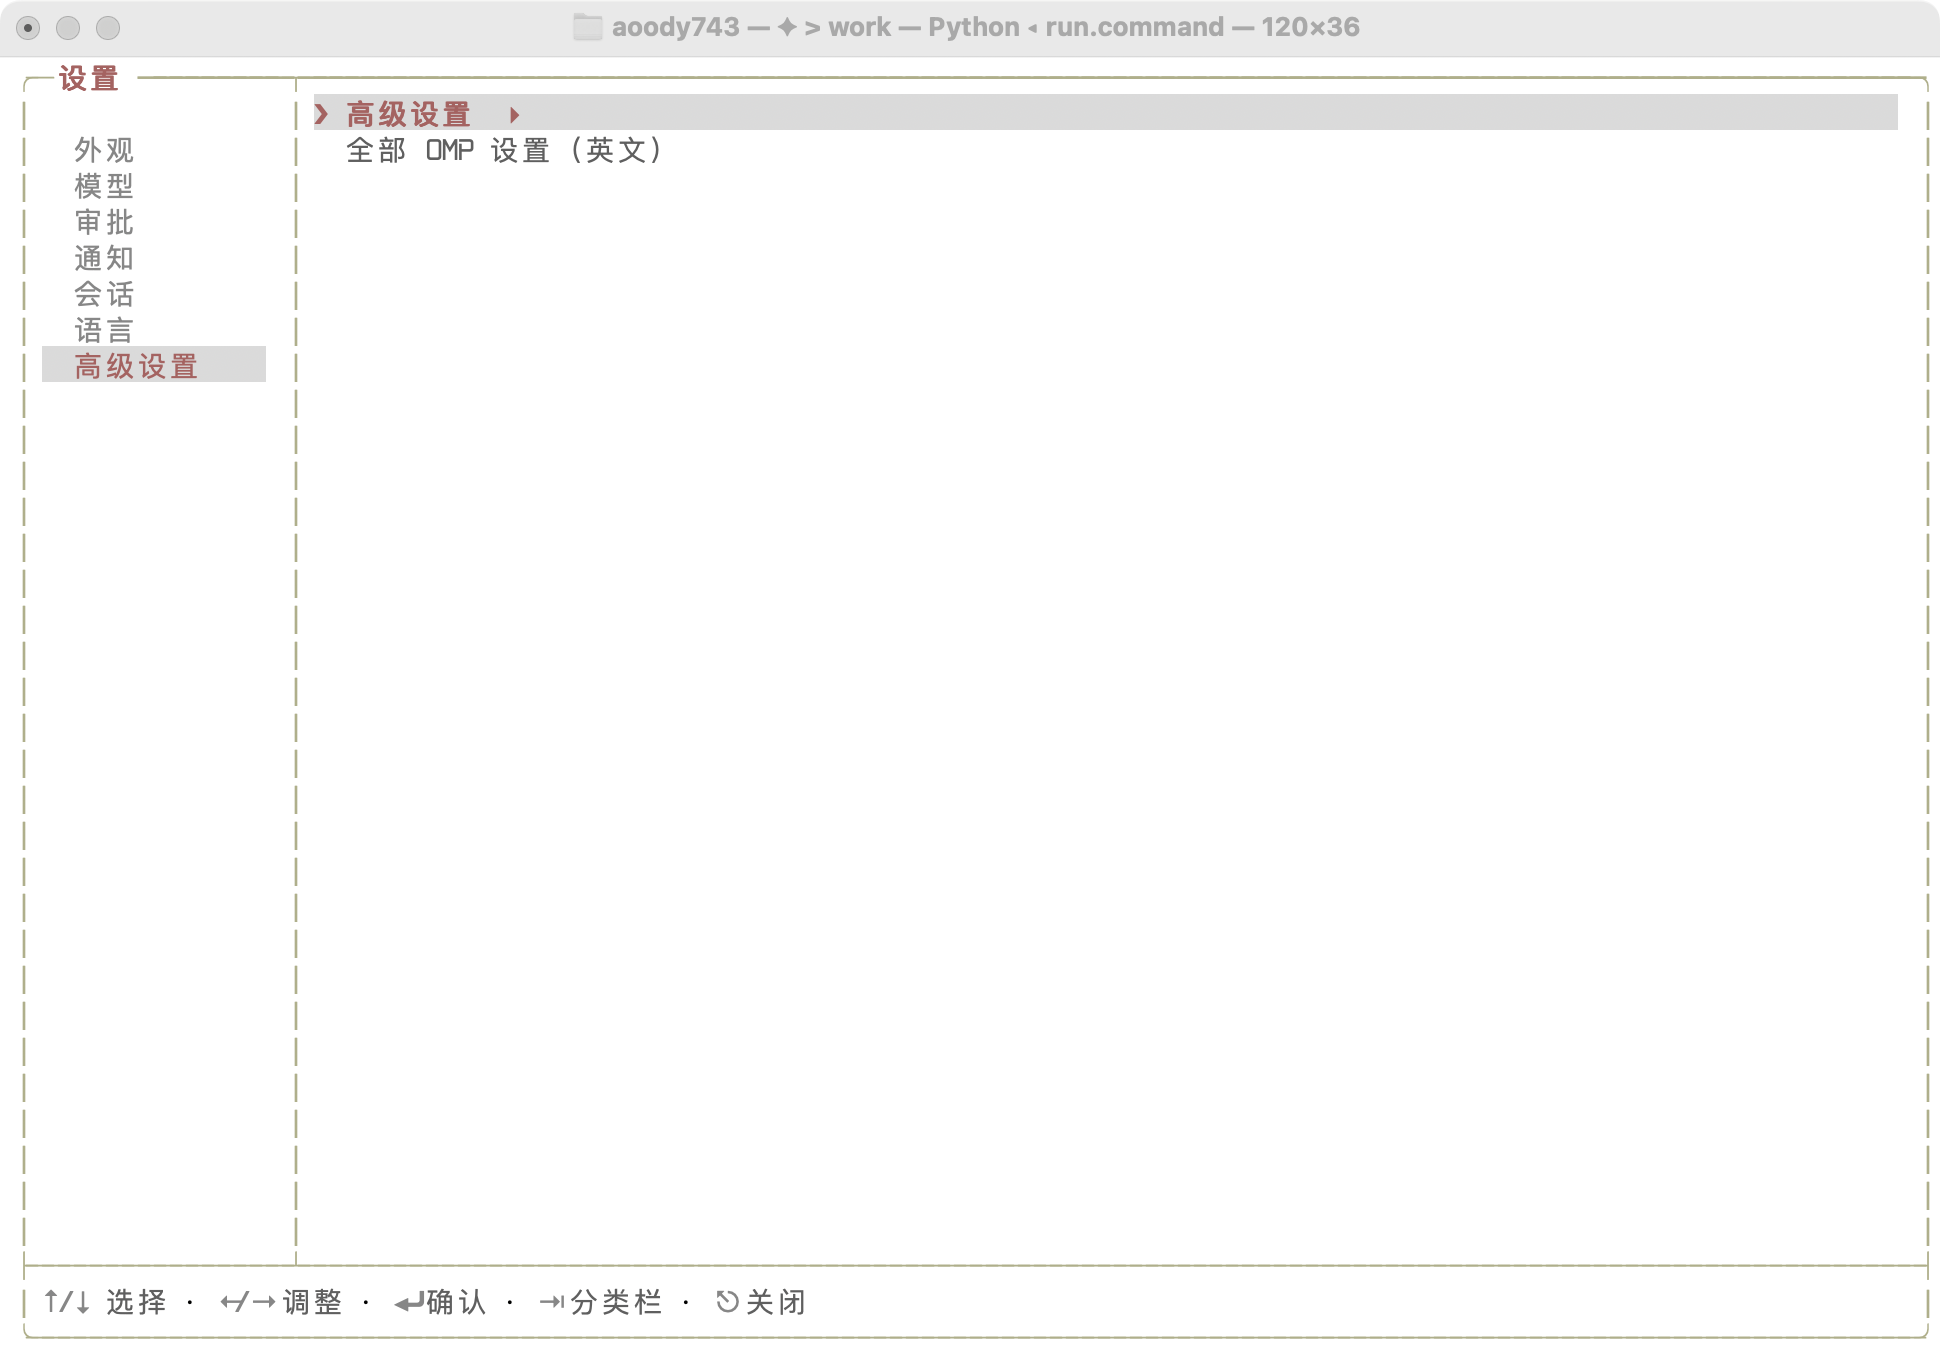 aoody743 — ✦ > work — Python ◂ run.command — 120×36
设置
外观
模型
审批
通知
会话
语言
高级设置
❯ 高级设置 ▸
全部 OMP 设置（英文）
↑/↓ 选择 · ←/→ 调整 · ↵确认 · ⇥分类栏 · ⎋关闭